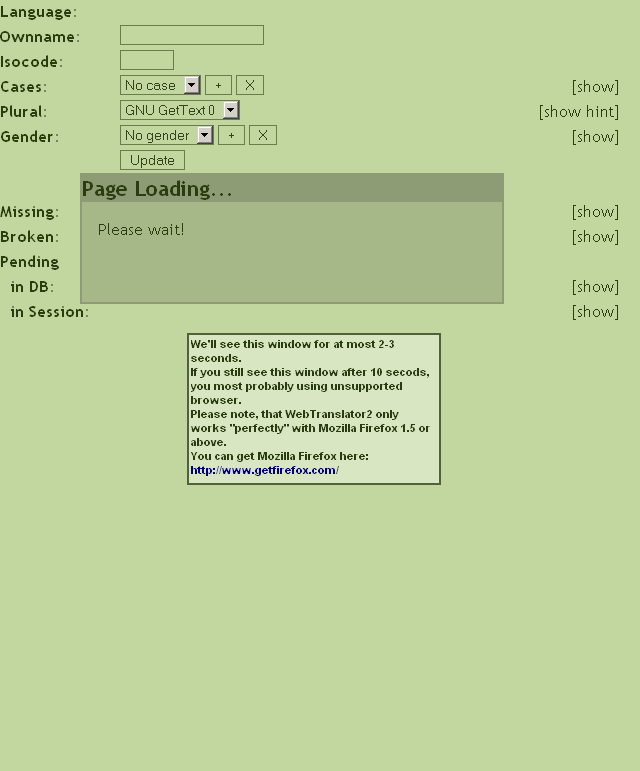 Language:
Ownname:
Isocode:
Cases: No case + X [show]
Plural: GNU GetText 0 [show hint]
Gender: No gender + X [show]
Update
Page Loading...
Please wait!
Missing: [show]
Broken: [show]
Pending
in DB: [show]
in Session: [show]
We'll see this window for at most 2-3
seconds.
If you still see this window after 10 secods,
you most probably using unsupported
browser.
Please note, that WebTranslator2 only
works "perfectly" with Mozilla Firefox 1.5 or
above.
You can get Mozilla Firefox here:
http://www.getfirefox.com/